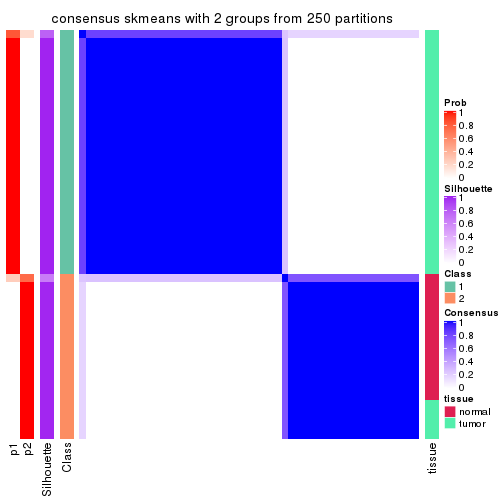 consensus skmeans with 2 groups from 250 partitions
Prob
1
0.8
0.6
0.4
0.2
0
Silhouette
1
0.8
0.6
0.4
0.2
0
Class
1
2
Consensus
1
0.8
0.6
0.4
0.2
0
tissue
normal
tumor
p1
p2
Silhouette
Class
tissue